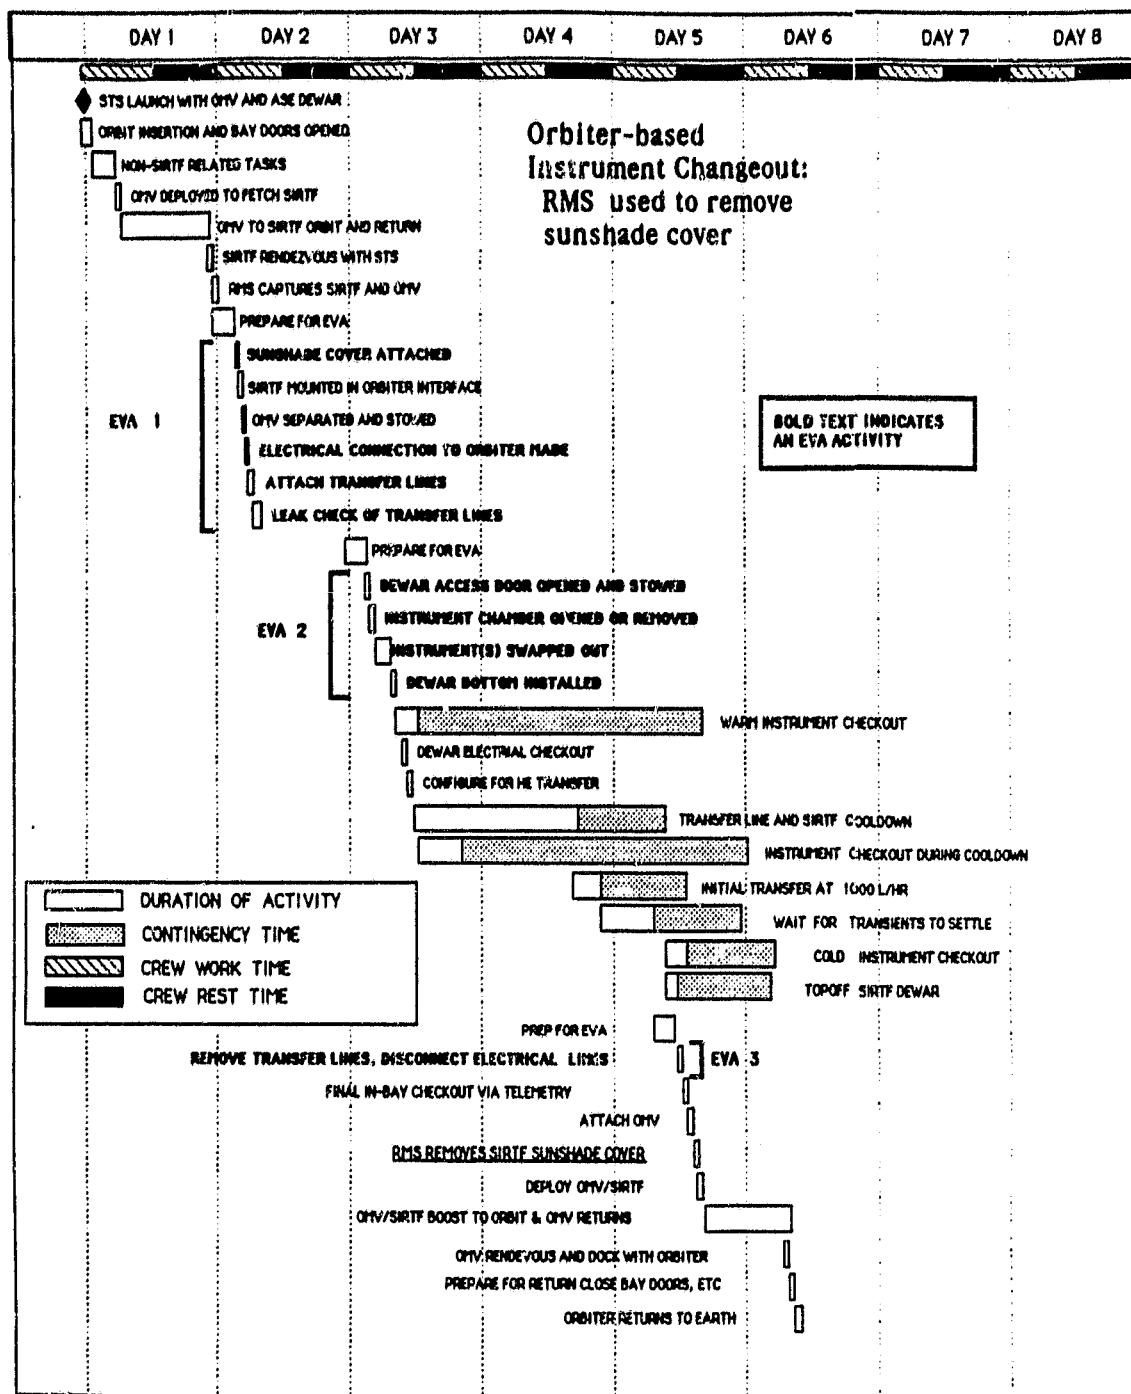 DAY 1 DAY 2 DAY 3 DAY 4 DAY 5 DAY 6 DAY 7 DAY 8
STS LAUNCH WITH OMV AND ASE DEWAR
ORBIT INSERTION AND BAY DOORS OPENED
Orbiter-based
Instrument Changeout:
RMS used to remove
sunshade cover
NON-SIRTF RELATED TASKS
OMV DEPLOYED TO FETCH SIRTF
OMV TO SIRTF ORBIT AND RETURN
SIRTF RENDEZVOUS WITH STS
RMS CAPTURES SIRTF AND OMV
PREPARE FOR EVA
EVA 1
SUNSHADE COVER ATTACHED
SIRTF MOUNTED IN ORBITER INTERFACE
OMV SEPARATED AND STOWED
ELECTRICAL CONNECTION TO ORBITER MADE
ATTACH TRANSFER LINES
LEAK CHECK OF TRANSFER LINES
BOLD TEXT INDICATES
AN EVA ACTIVITY
PREPARE FOR EVA
EVA 2
DEWAR ACCESS DOOR OPENED AND STOWED
INSTRUMENT CHAMBER OPENED OR REMOVED
INSTRUMENT(S) SWAPPED OUT
DEWAR BOTTOM INSTALLED
WARM INSTRUMENT CHECKOUT
DEWAR ELECTRIAL CHECKOUT
CONFIGURE FOR HE TRANSFER
TRANSFER LINE AND SIRTF COOLDOWN
INSTRUMENT CHECKOUT DURING COOLDOWN
INITIAL TRANSFER AT 1000 L/HR
WAIT FOR TRANSIENTS TO SETTLE
COLD INSTRUMENT CHECKOUT
TOPOFF SIRTF DEWAR
DURATION OF ACTIVITY
CONTINGENCY TIME
CREW WORK TIME
CREW REST TIME
PREP FOR EVA
REMOVE TRANSFER LINES, DISCONNECT ELECTRICAL LINES
EVA 3
FINAL IN-BAY CHECKOUT VIA TELEMETRY
ATTACH OMV
RMS REMOVES SIRTF SUNSHADE COVER
DEPLOY OMV/SIRTF
OMV/SIRTF BOOST TO ORBIT & OMV RETURNS
OMV RENDEVOUS AND DOCK WITH ORBITER
PREPARE FOR RETURN CLOSE BAY DOORS, ETC
ORBITER RETURNS TO EARTH